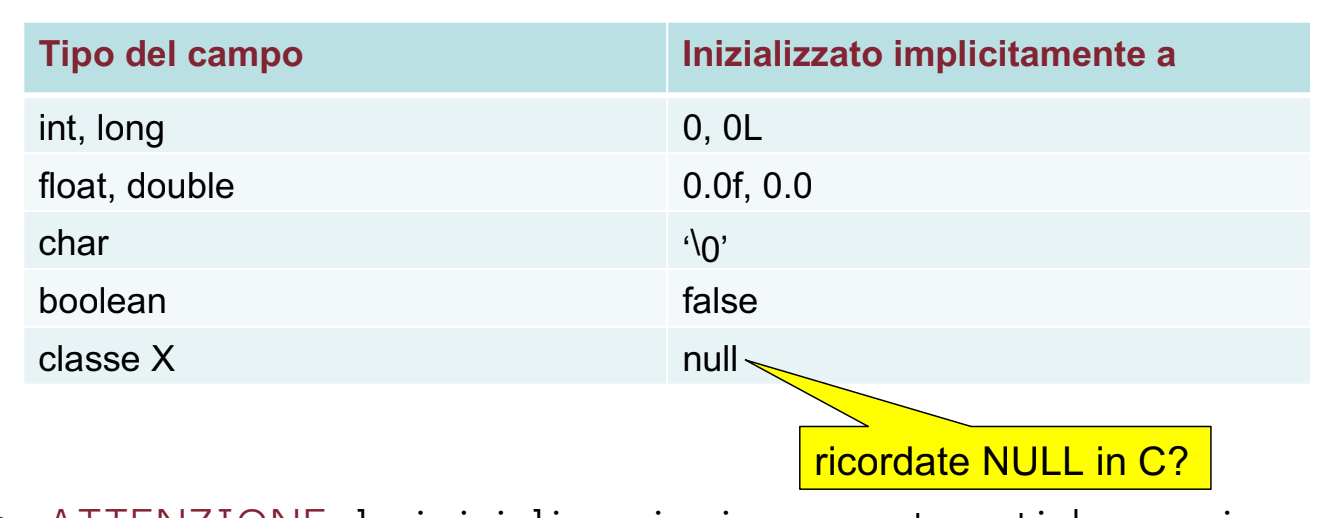 Tipo del campo Inizializzato implicitamente a
int, long 0, 0L
float, double 0.0f, 0.0
char ‘\0’
boolean false
classe X null
ricordate NULL in C?
ATTENZIONE